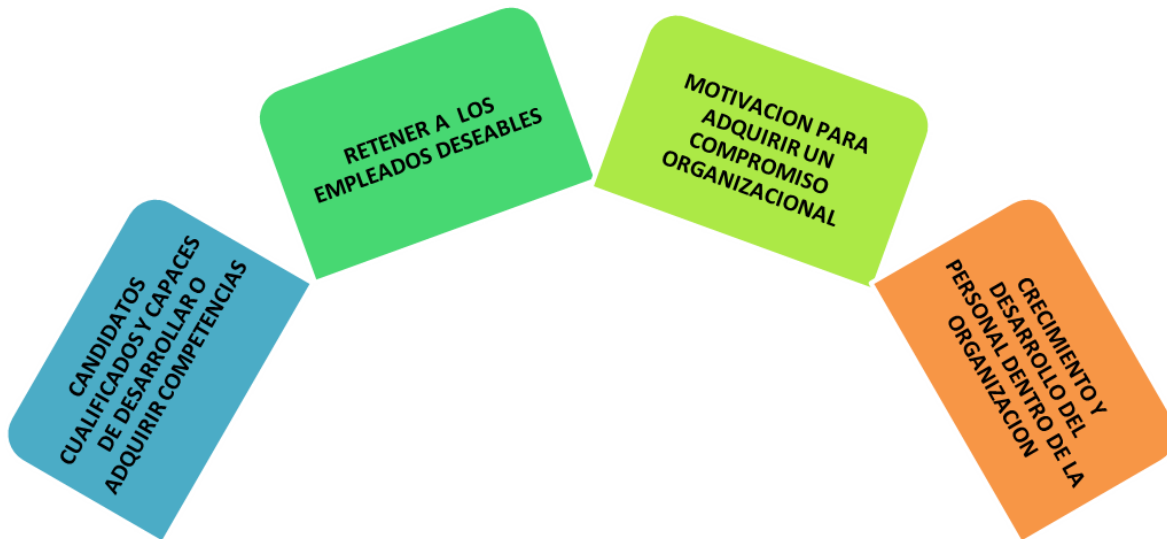 CANDIDATOS
CUALIFICADOS Y CAPACES
DE DESARROLLAR O
ADQUIRIR COMPETENCIAS
RETENER A LOS
EMPLEADOS DESEABLES
MOTIVACION PARA
ADQUIRIR UN
COMPROMISO
ORGANIZACIONAL
CRECIMIENTO Y
DESARROLLO DEL
PERSONAL DENTRO DE LA
ORGANIZACION